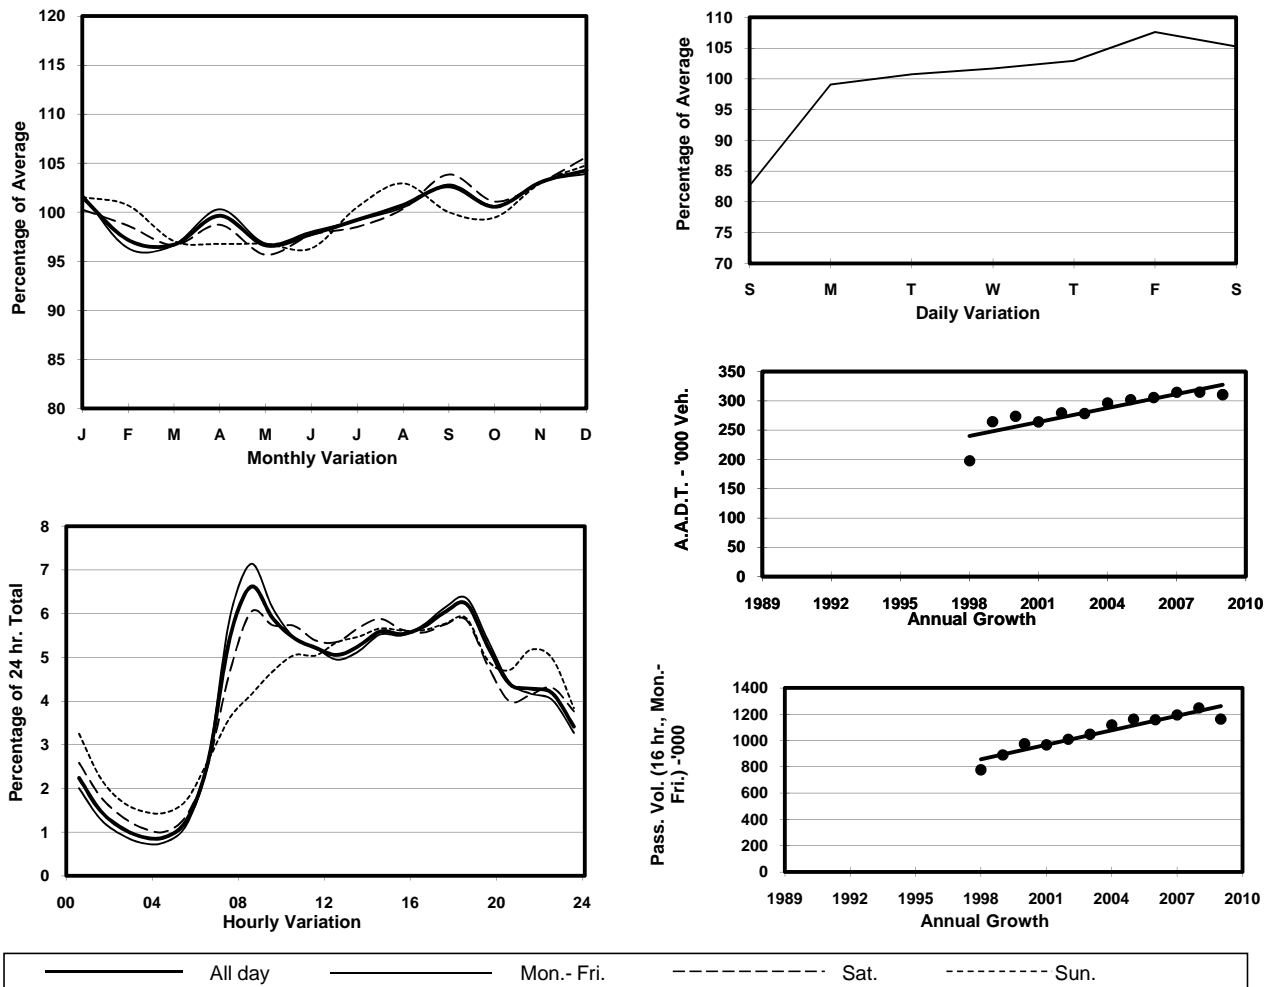 120
115
110
105
100
95
90
85
80
Percentage of Average
J F M A M J J A S O N D
Monthly Variation
110
105
100
95
90
85
80
75
70
Percentage of Average
S M T W T F S
Daily Variation
350
300
250
200
150
100
50
0
A.A.D.T. - '000 Veh.
1989 1992 1995 1998 2001 2004 2007 2010
Annual Growth
8
7
6
5
4
3
2
1
0
Percentage of 24 hr. Total
00 04 08 12 16 20 24
Hourly Variation
1400
1200
1000
800
600
400
200
0
Pass. Vol. (16 hr., Mon.-
Fri.) -'000
1989 1992 1995 1998 2001 2004 2007 2010
Annual Growth
All day Mon.- Fri. Sat. Sun.